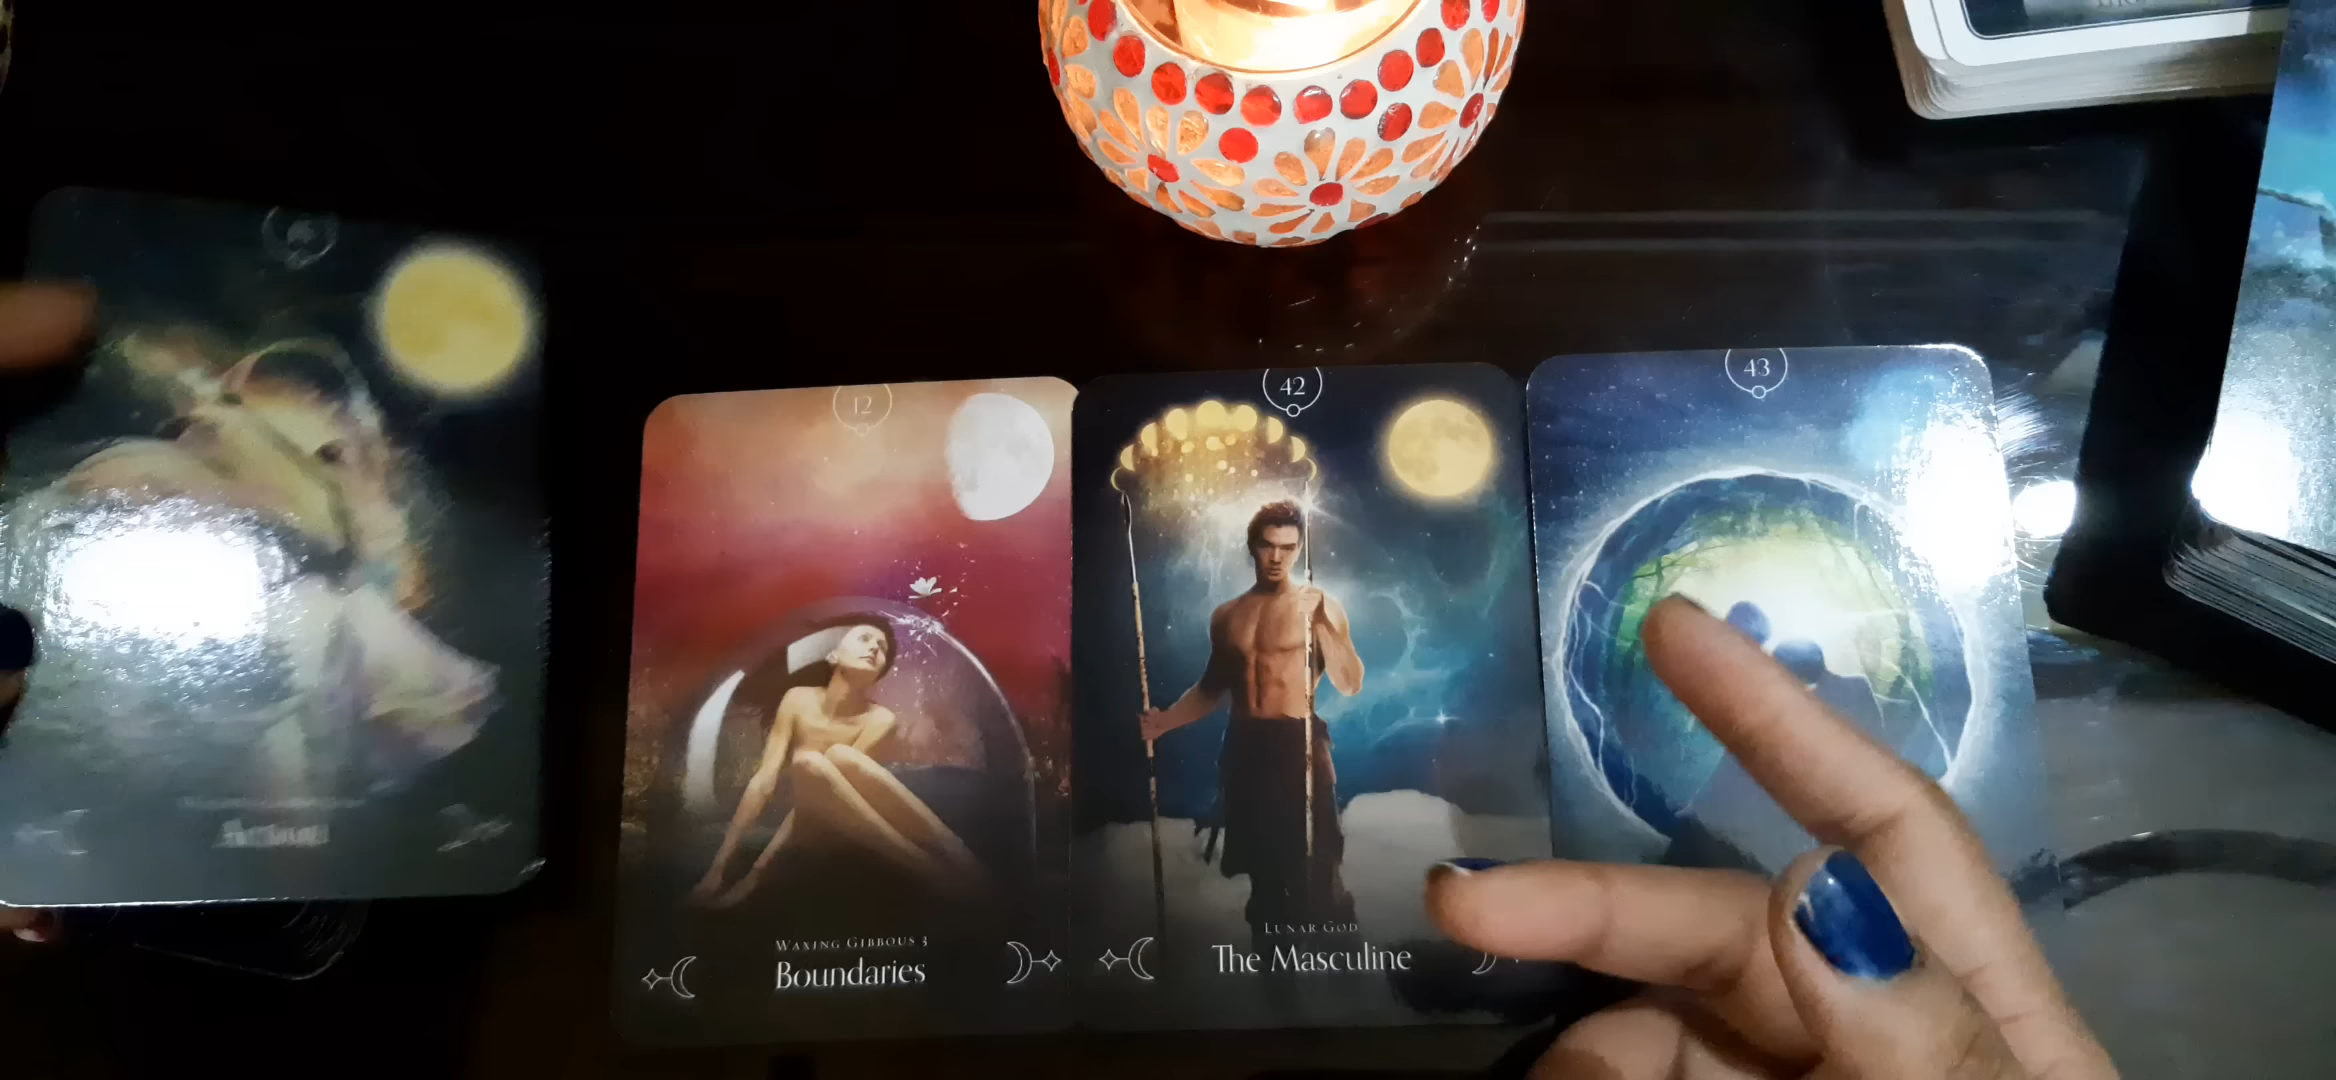 12
Waxing Gibbous 3
Boundaries
42
Lunar God
The Masculine
43